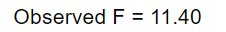 Observed F = 11.40